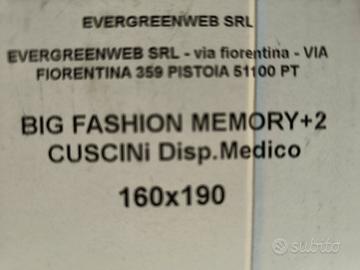 EVERGREENWEB SRL
EVERGREENWEB SRL - via fiorentina - VIA
FIORENTINA 359 PISTOIA 51100 PT
BIG FASHION MEMORY+2
CUSCINi Disp.Medico
160x190
subito